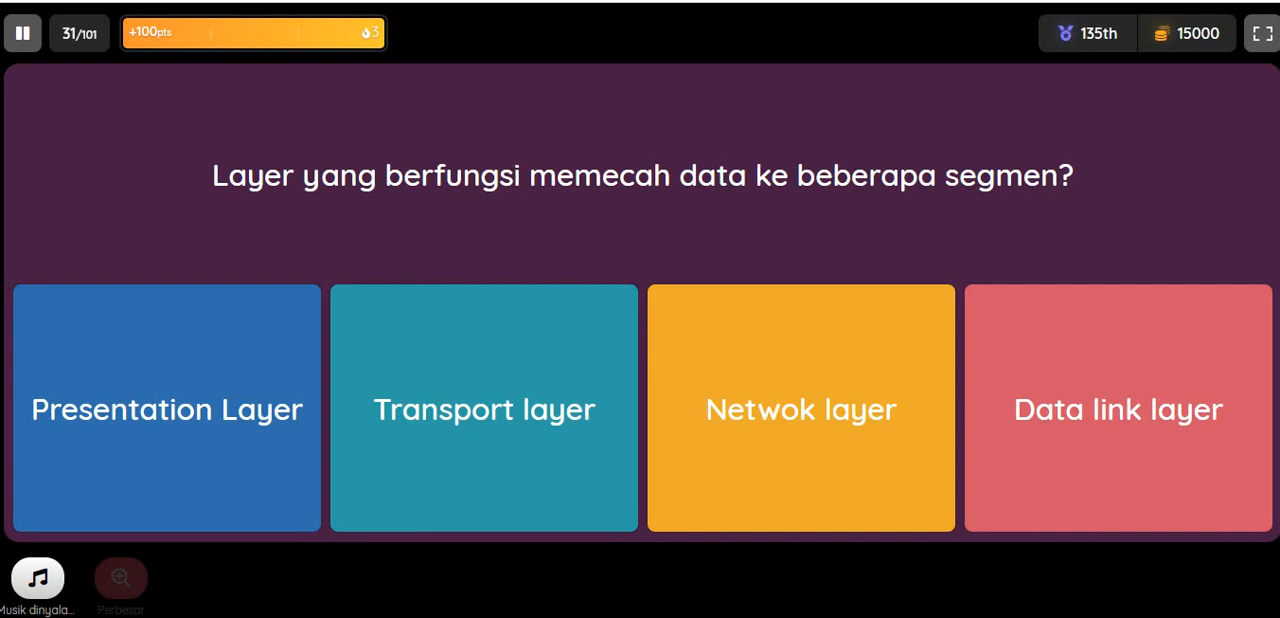 31/101
+100pts
3
135th
15000
Layer yang berfungsi memecah data ke beberapa segmen?
Presentation Layer
Transport layer
Netwok layer
Data link layer
Musik dinyala...
Perbesar